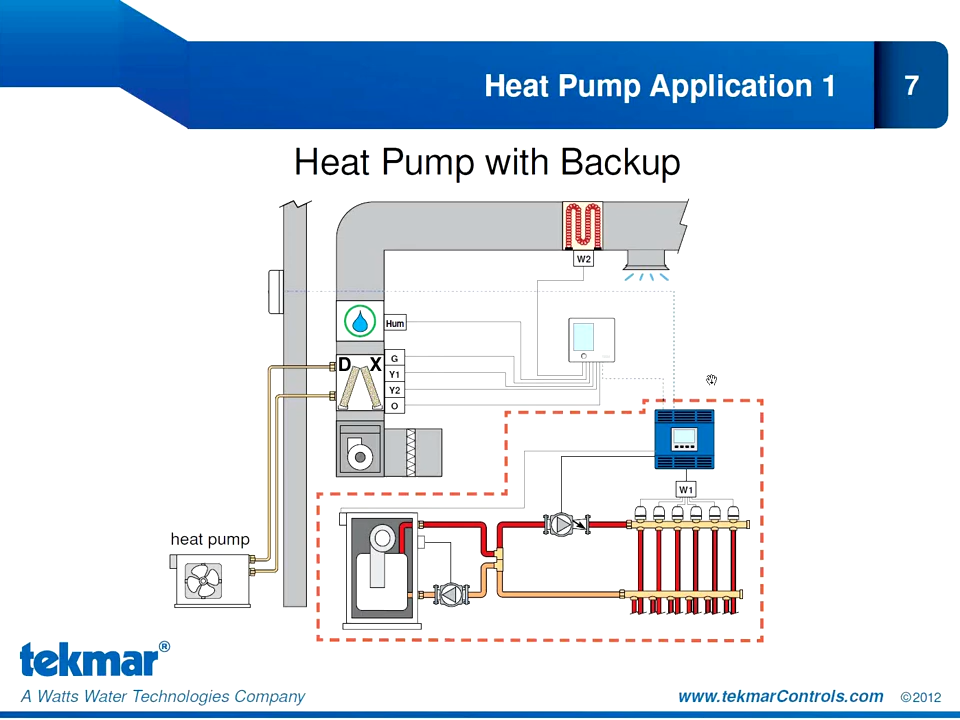 Heat Pump Application 1
7
Heat Pump with Backup
W2
Hum
D X
G
Y1
Y2
O
W1
heat pump
tekmar®
A Watts Water Technologies Company
www.tekmarControls.com
©2012